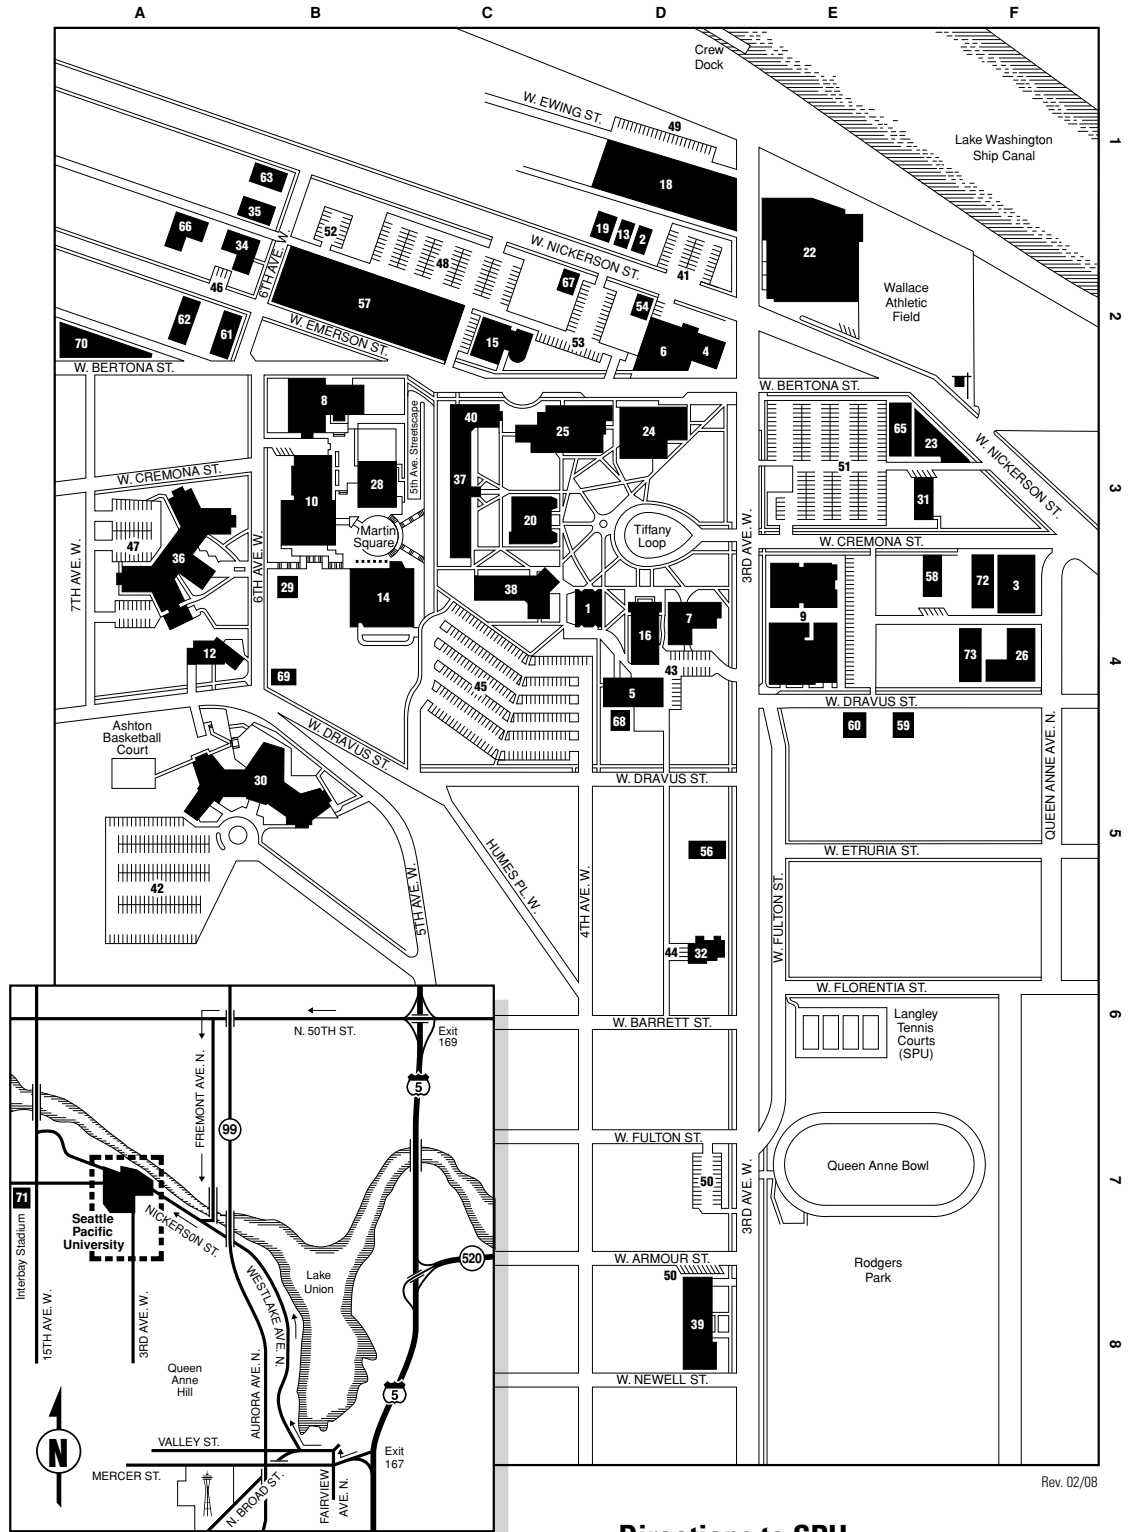 A B C D E F
Crew
Dock
W. EWING ST.
49
1
Lake Washington
Ship Canal
63
18
35
66
52
19
13
2
34
W. NICKERSON ST.
22
48
41
46
6TH AVE. W.
67
Wallace
Athletic
Field
57
54
2
62
61
W. EMERSON ST.
15
53
6
4
70
W. BERTONA ST.
W. BERTONA ST.
8
5th Ave. Streetscape
40
25
24
65
23
W. NICKERSON ST.
W. CREMONA ST.
37
51
28
10
31
3
20
Martin
Square
Tiffany
Loop
47
36
7TH AVE. W.
6TH AVE. W.
3RD AVE. W.
W. CREMONA ST.
29
14
38
1
16
7
9
58
72
3
12
43
73
26
4
69
45
5
68
W. DRAVUS ST.
60
59
Ashton
Basketball
Court
W. DRAVUS ST.
30
W. DRAVUS ST.
QUEEN ANNE AVE. N.
5
42
HUMES PL. W.
56
W. ETRURIA ST.
5TH AVE. W.
4TH AVE. W.
W. FULTON ST.
44
32
W. FLORENTIA ST.
6
Langley
Tennis
Courts
(SPU)
W. BARRETT ST.
N. 50TH ST.
Exit
169
5
FREMONT AVE. N.
99
W. FULTON ST.
50
3RD AVE. W.
Queen Anne Bowl
7
71
Interbay Stadium
Seattle
Pacific
University
NICKERSON ST.
520
W. ARMOUR ST.
50
Rodgers
Park
Lake
Union
WESTLAKE AVE. N.
15TH AVE. W.
3RD AVE. W.
39
8
Queen
Anne
Hill
AURORA AVE. N.
5
W. NEWELL ST.
N
VALLEY ST.
MERCER ST.
Exit
167
N. BROAD ST.
FAIRVIEW
AVE. N.
Rev. 02/08
Directions to SPU